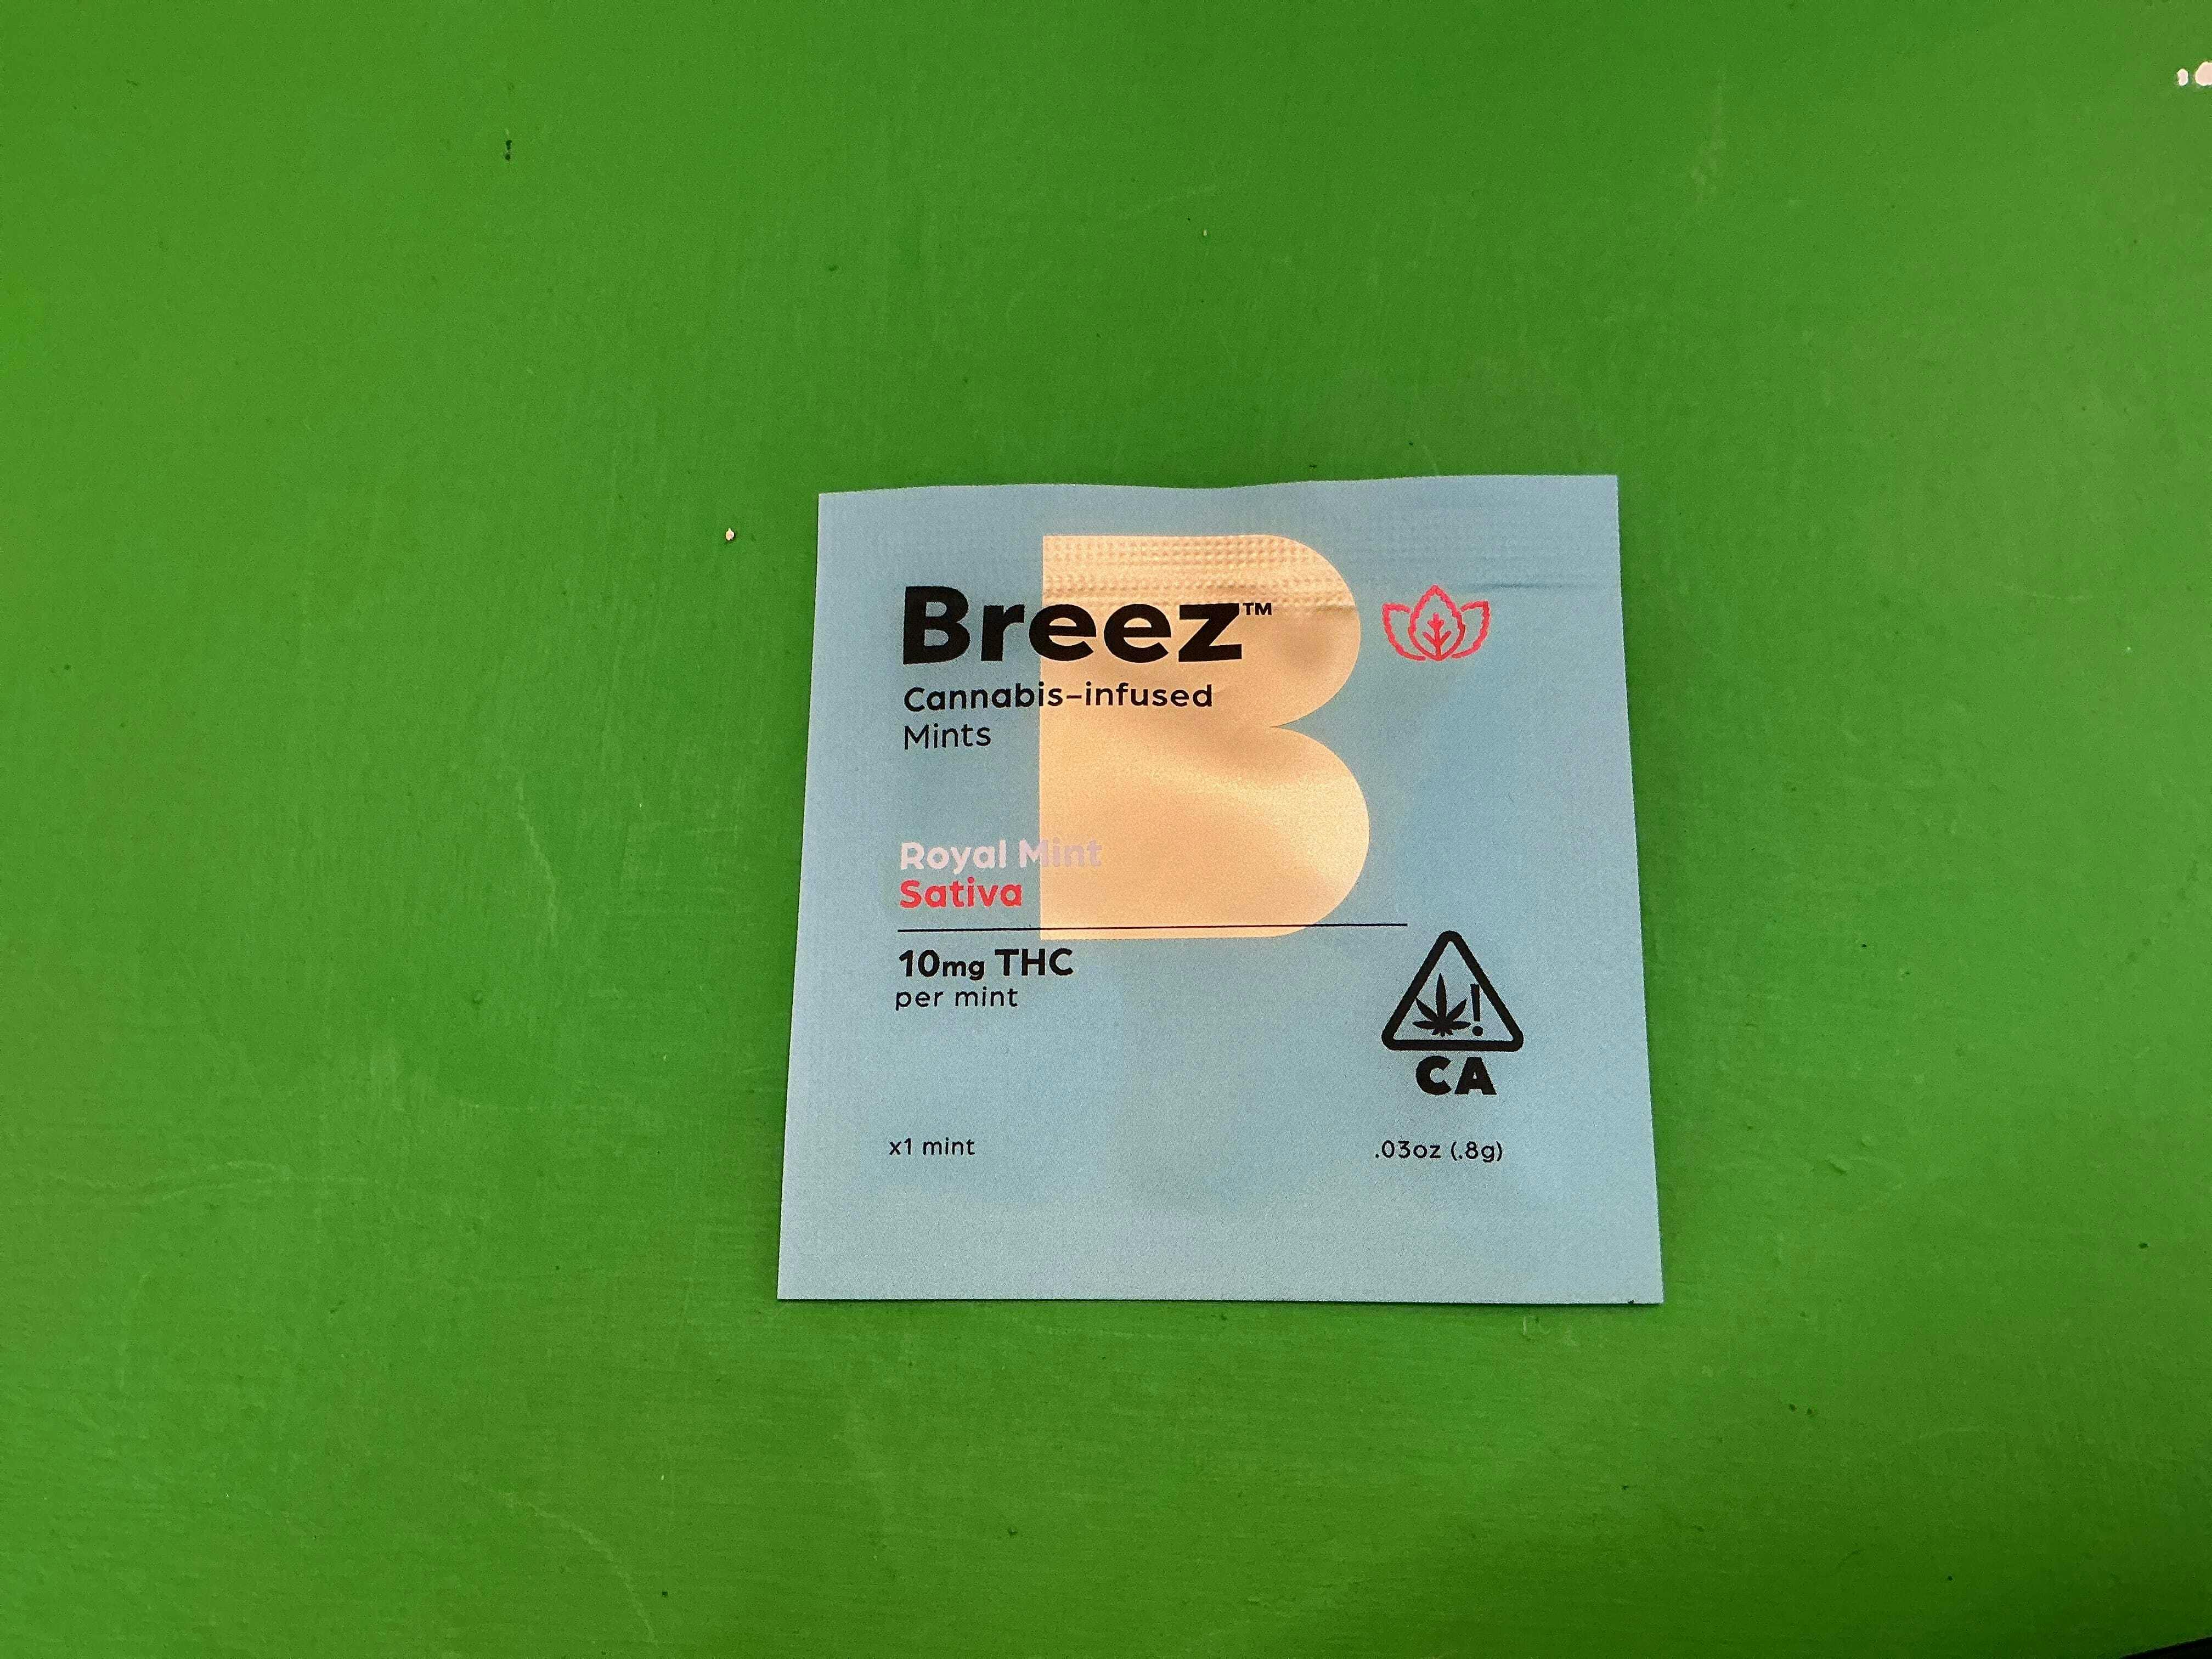 Breez™
Cannabis-infused
Mints
Royal Mint
Sativa
10mg THC
per mint
CA
x1 mint
.03oz (.8g)